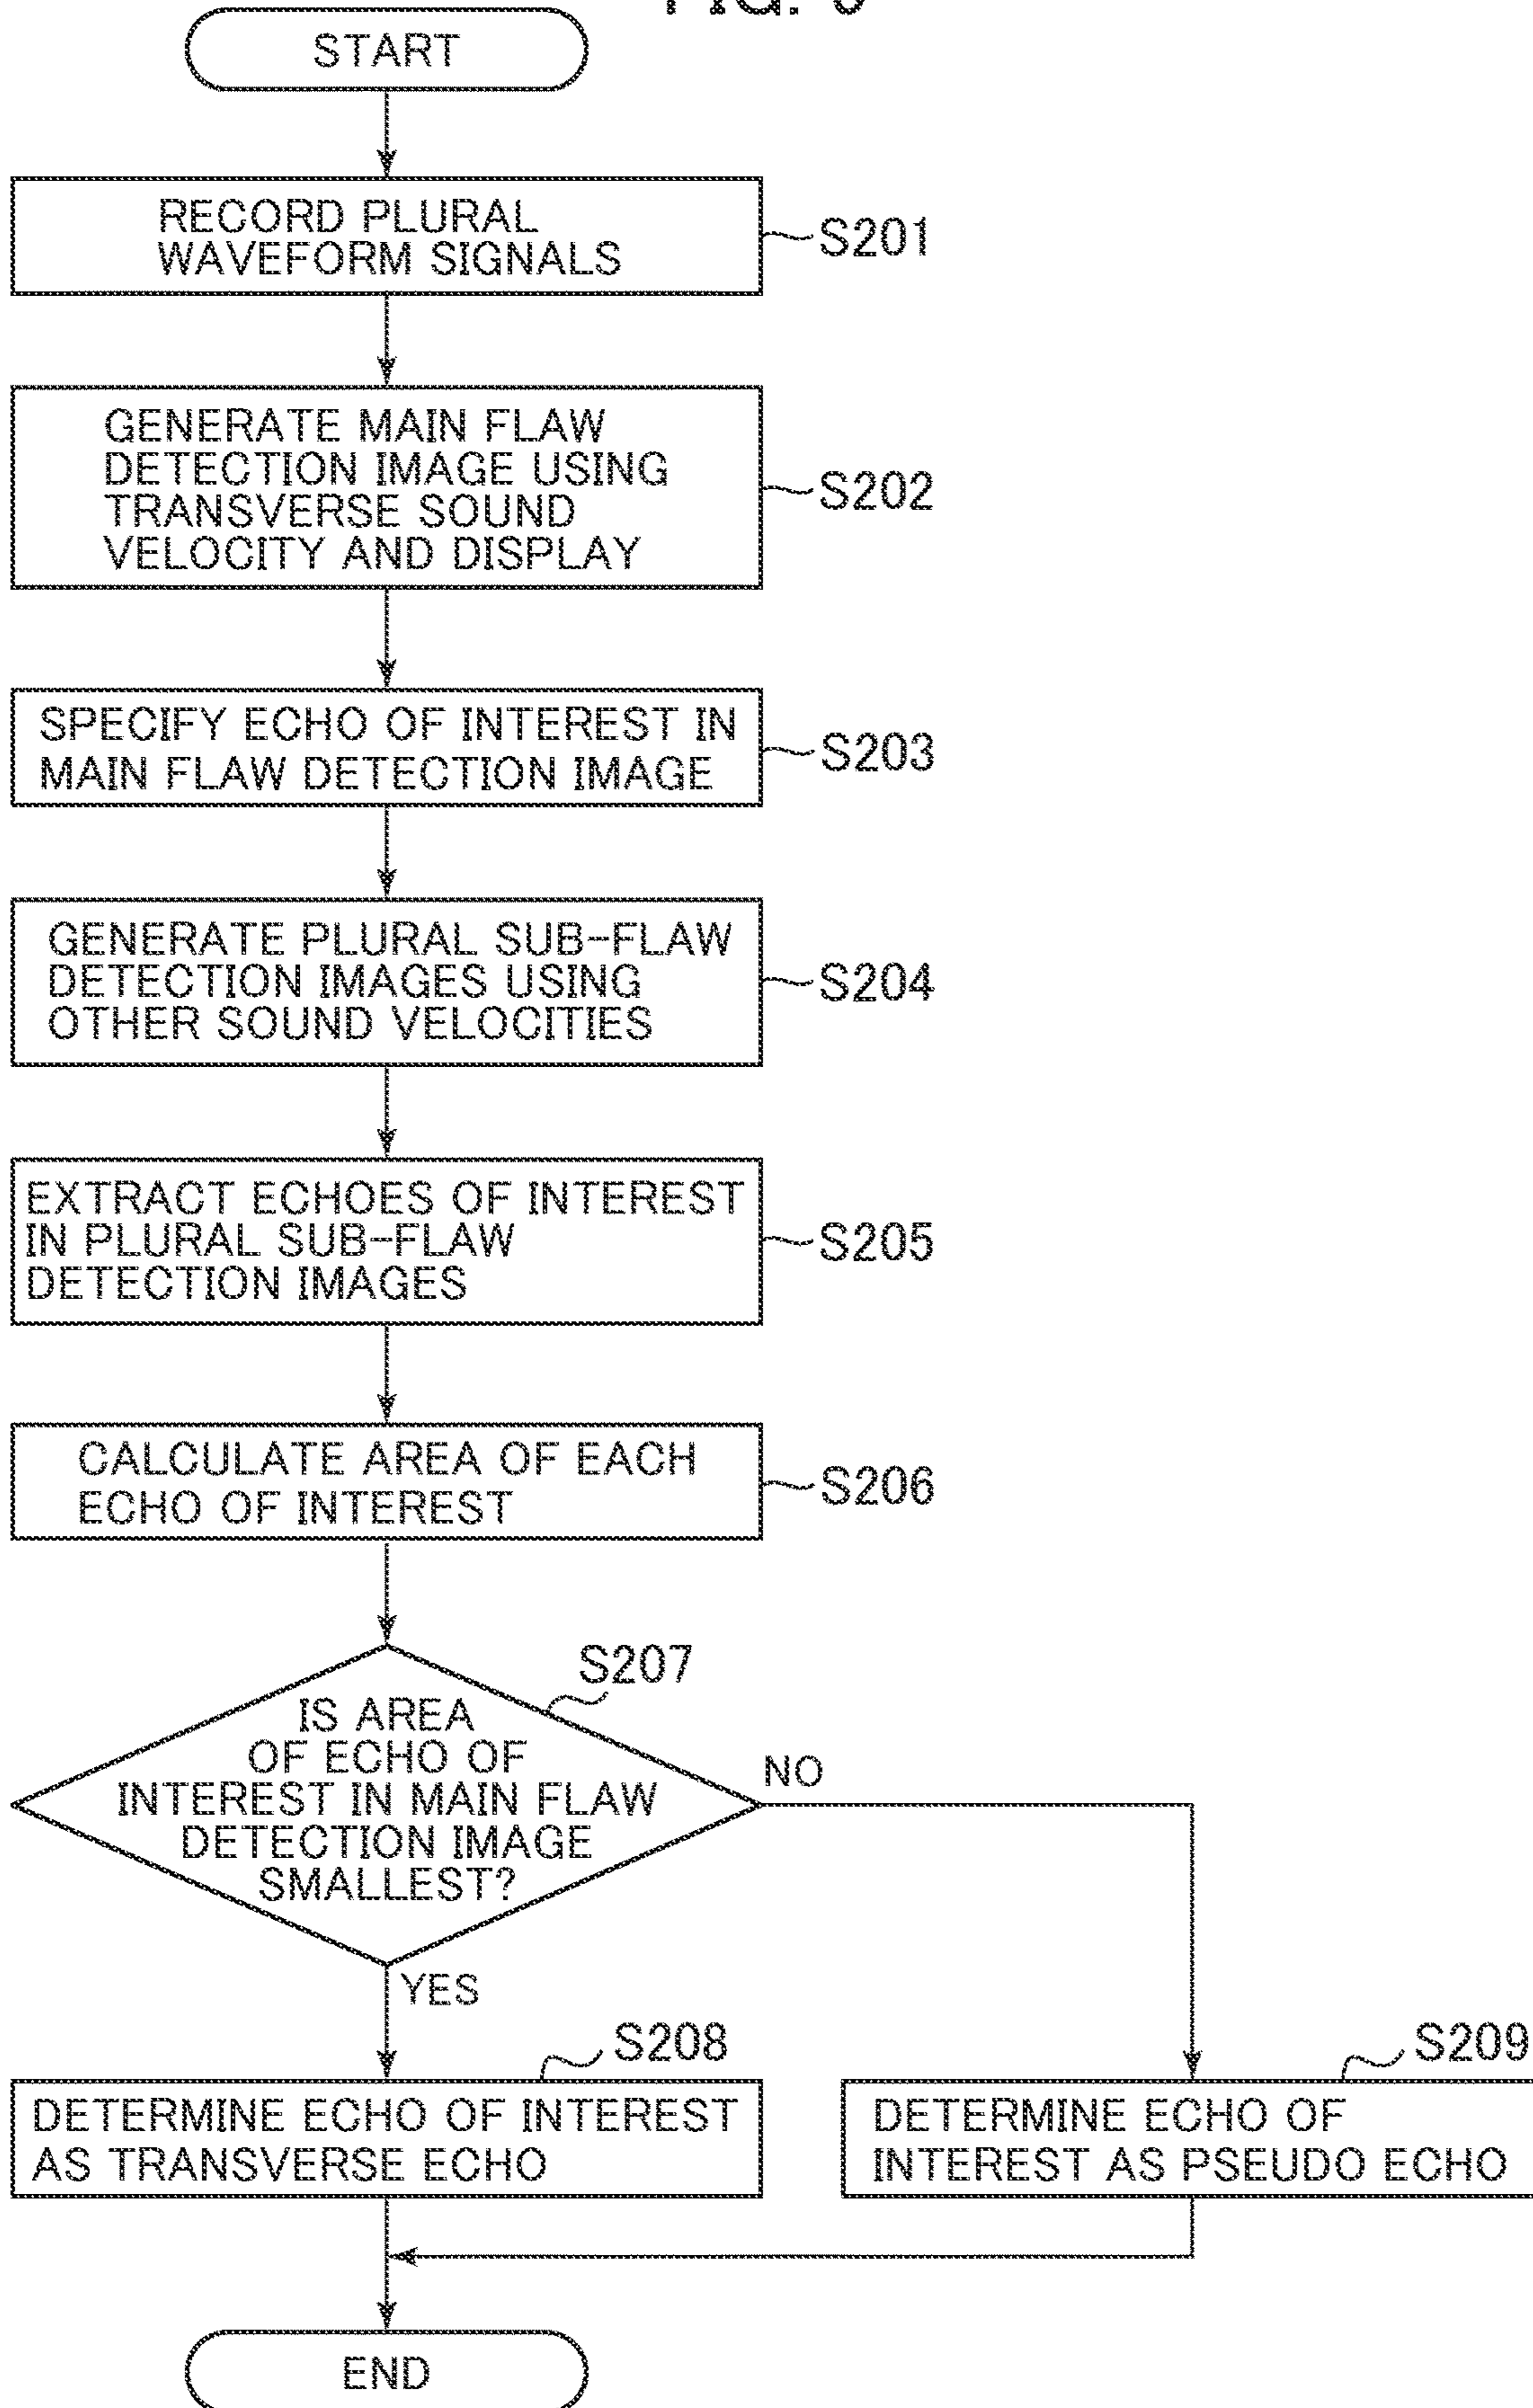 FIG.
START
RECORD PLURAL
WAVEFORM SIGNALS
S201
GENERATE MAIN FLAW
DETECTION IMAGE USING
TRANSVERSE SOUND
VELOCITY AND DISPLAY
S202
SPECIFY ECHO OF INTEREST IN
MAIN FLAW DETECTION IMAGE
S203
GENERATE PLURAL SUB-FLAW
DETECTION IMAGES USING
OTHER SOUND VELOCITIES
S204
EXTRACT ECHOES OF INTEREST
IN PLURAL SUB-FLAW
DETECTION IMAGES
S205
CALCULATE AREA OF EACH
ECHO OF INTEREST
S206
S207
IS AREA
OF ECHO OF
INTEREST IN MAIN FLAW
DETECTION IMAGE
SMALLEST?
NO
YES
S208
DETERMINE ECHO OF INTEREST
AS TRANSVERSE ECHO
S209
DETERMINE ECHO OF
INTEREST AS PSEUDO ECHO
END